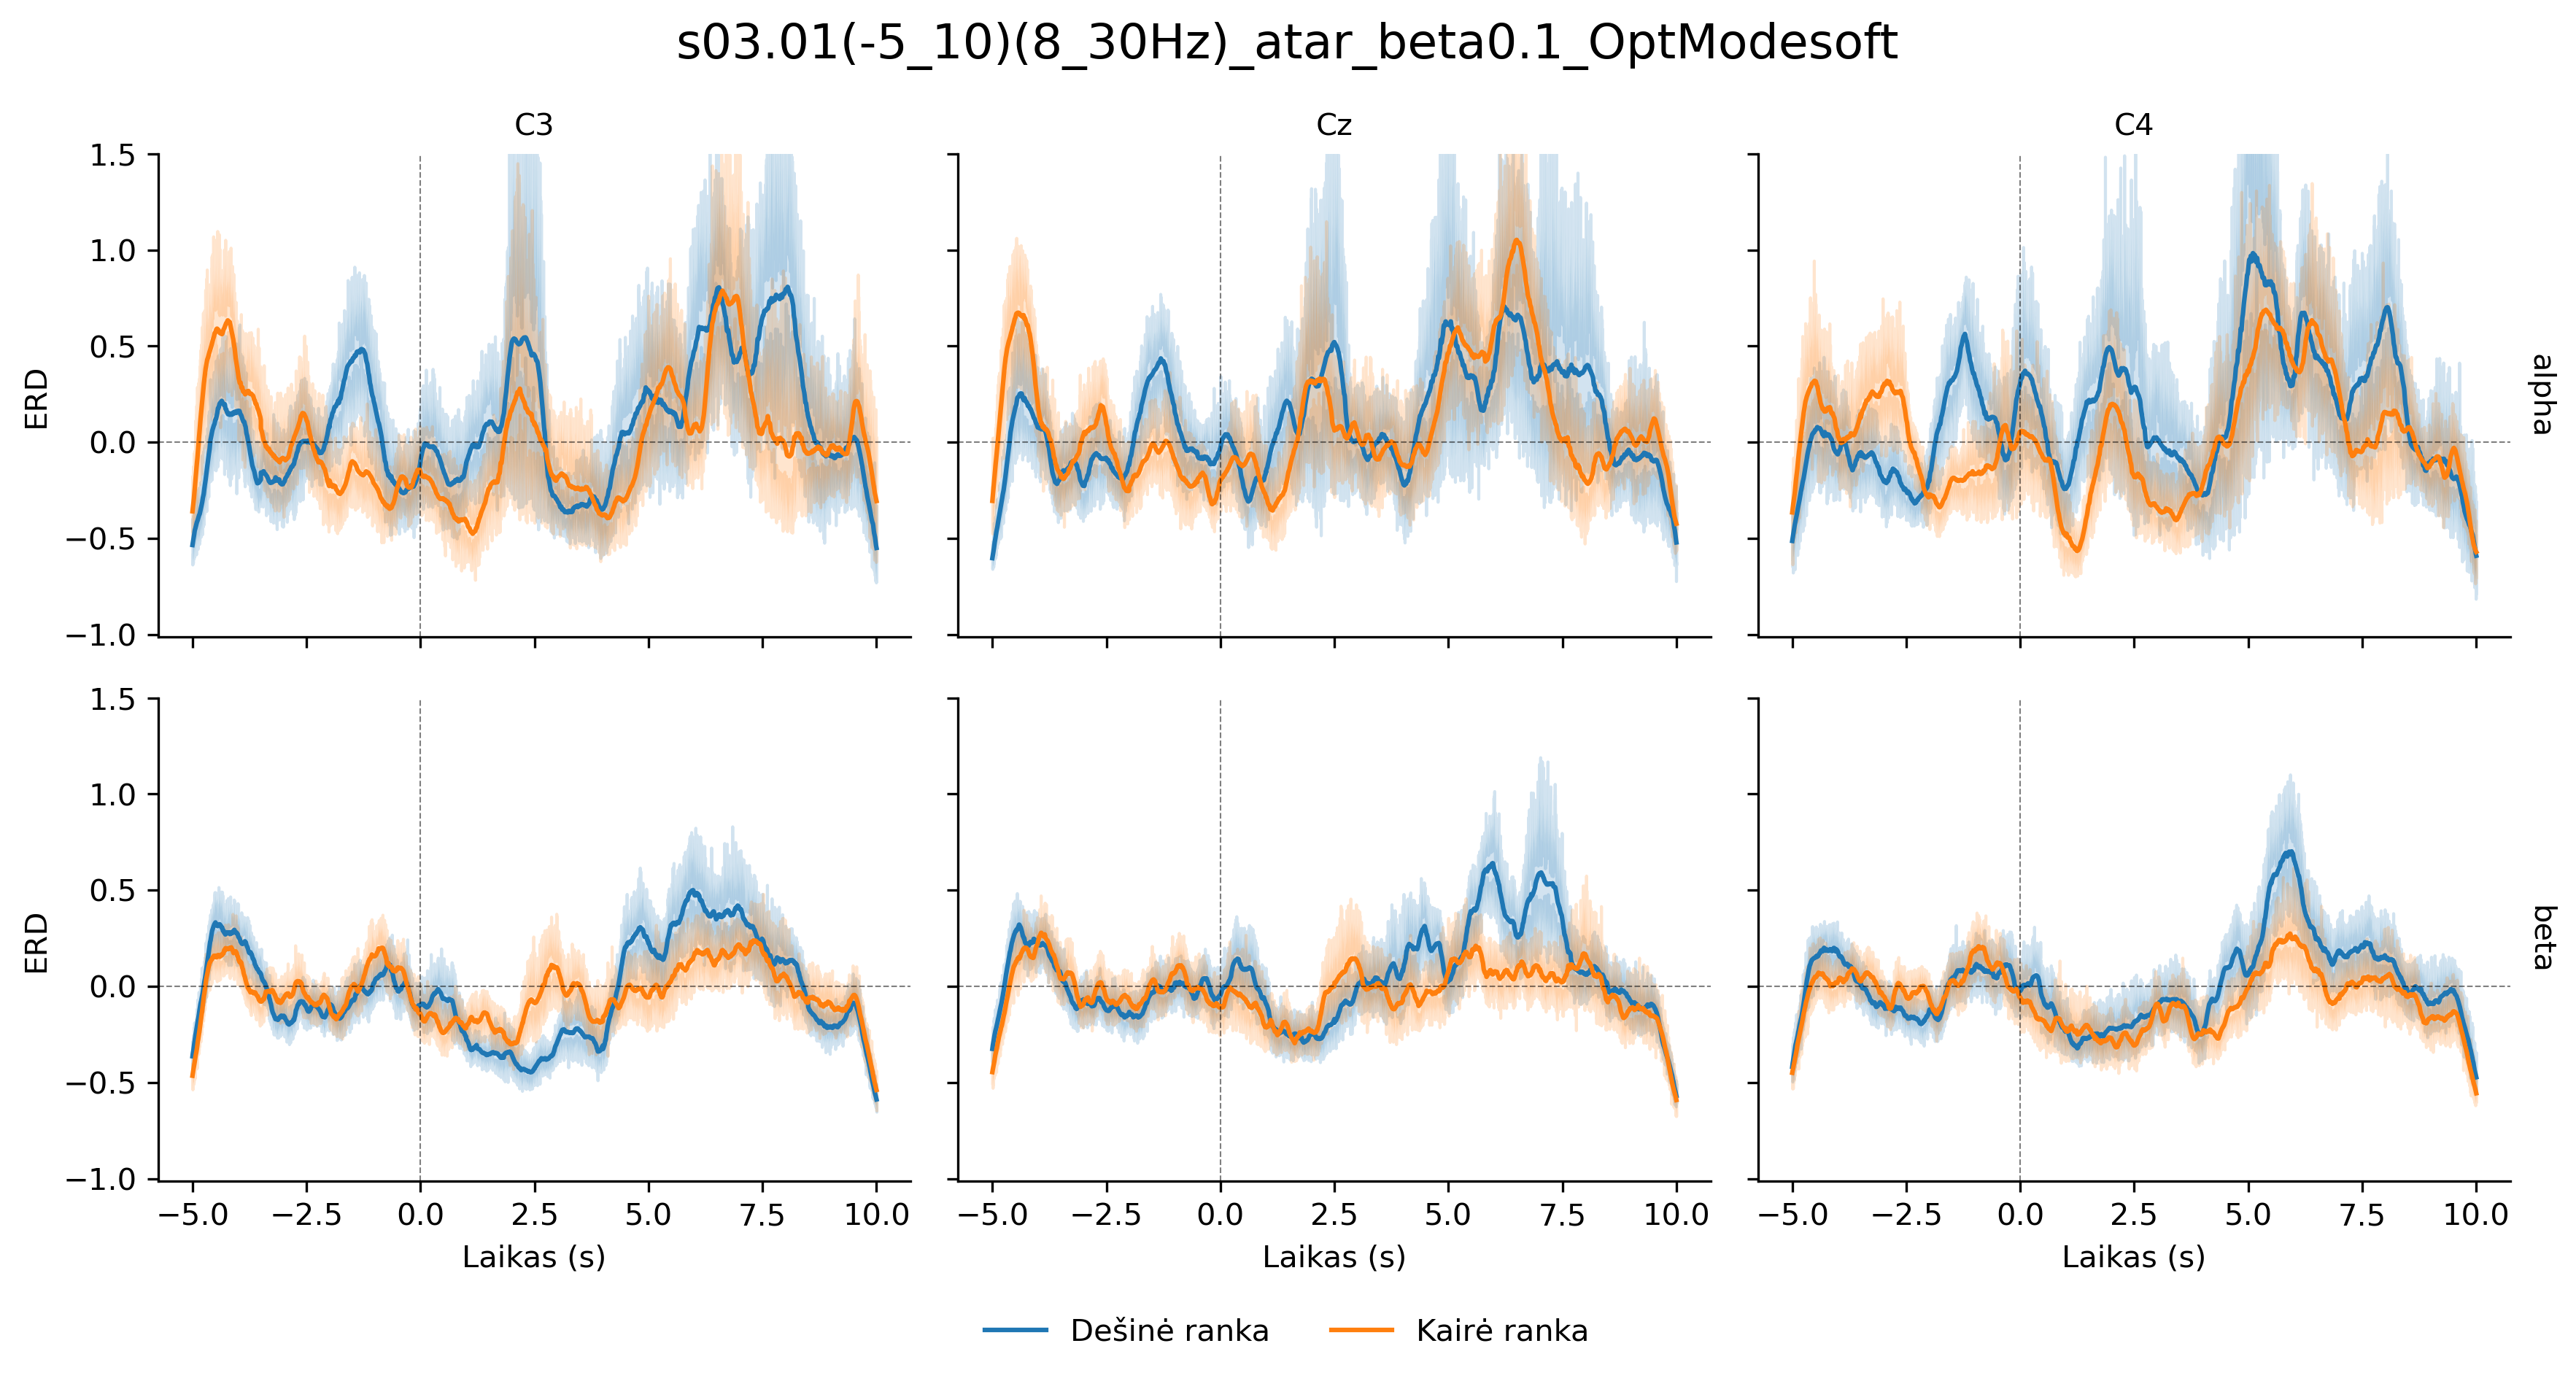 s03.01(-5_10)(8_30Hz)_atar_beta0.1_OptModesoft
C3 Cz C4
1.5
1.0
0.5
0.0
−0.5
−1.0
ERD
alpha
1.5
1.0
0.5
0.0
−0.5
−1.0
ERD
beta
−5.0 −2.5 0.0 2.5 5.0 7.5 10.0 −5.0 −2.5 0.0 2.5 5.0 7.5 10.0 −5.0 −2.5 0.0 2.5 5.0 7.5 10.0
Laikas (s) Laikas (s) Laikas (s)
Dešinė ranka Kairė ranka